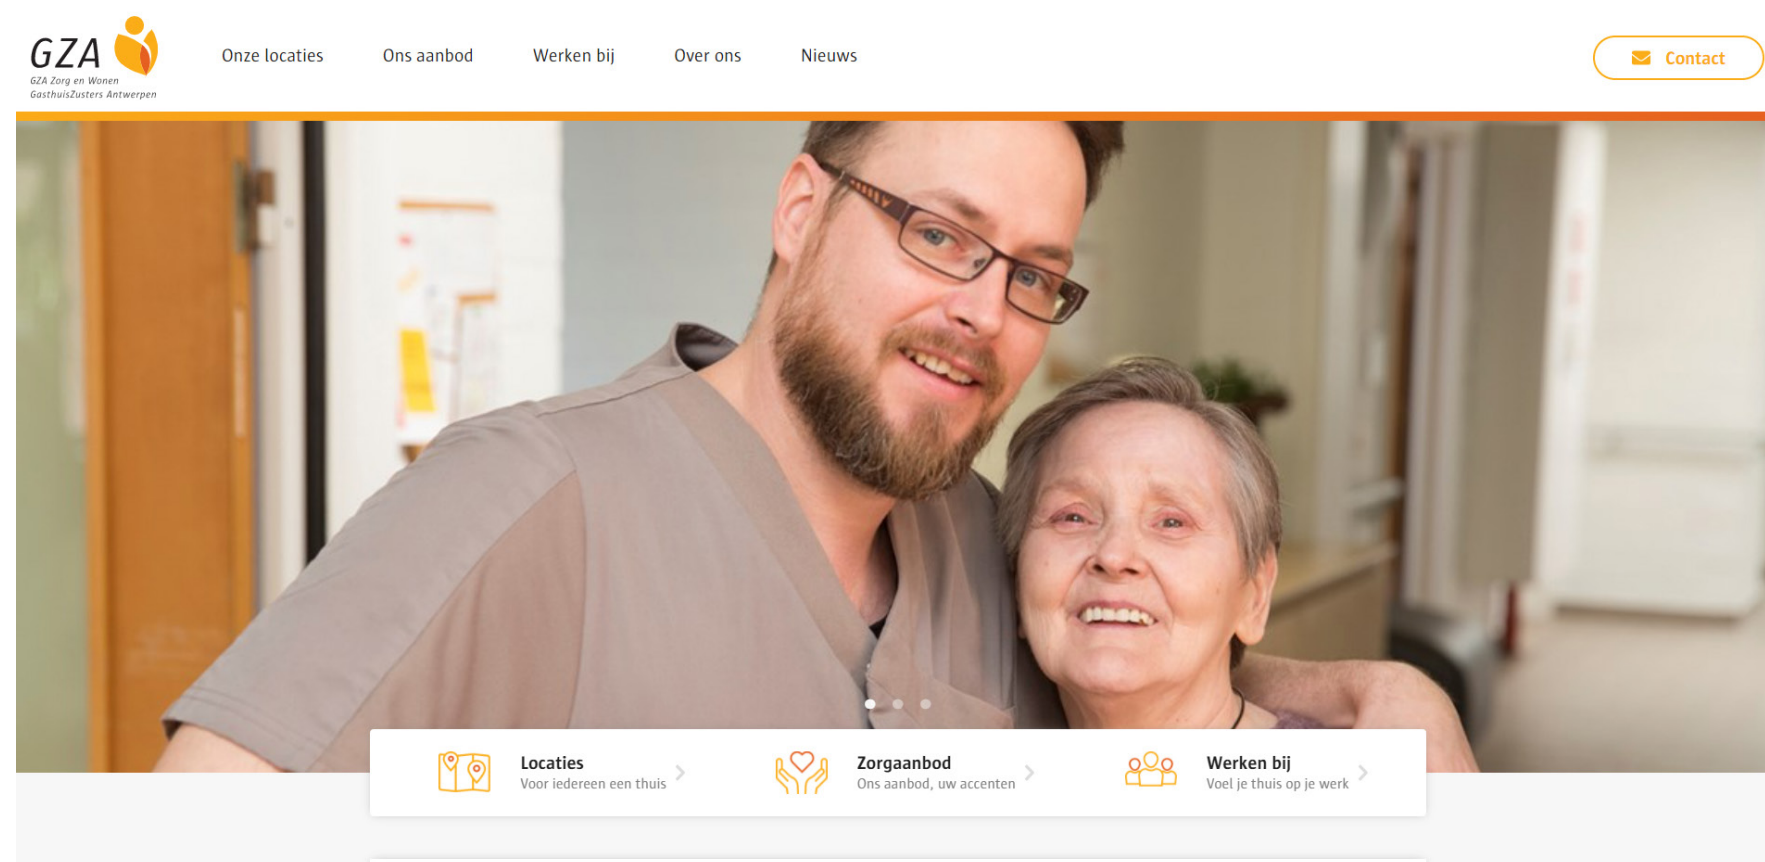 GZA
GZA Zorg en Wonen
GasthuisZusters Antwerpen
Onze locaties
Ons aanbod
Werken bij
Over ons
Nieuws
Contact
Locaties
Voor iedereen een thuis
Zorgaanbod
Ons aanbod, uw accenten
Werken bij
Voel je thuis op je werk